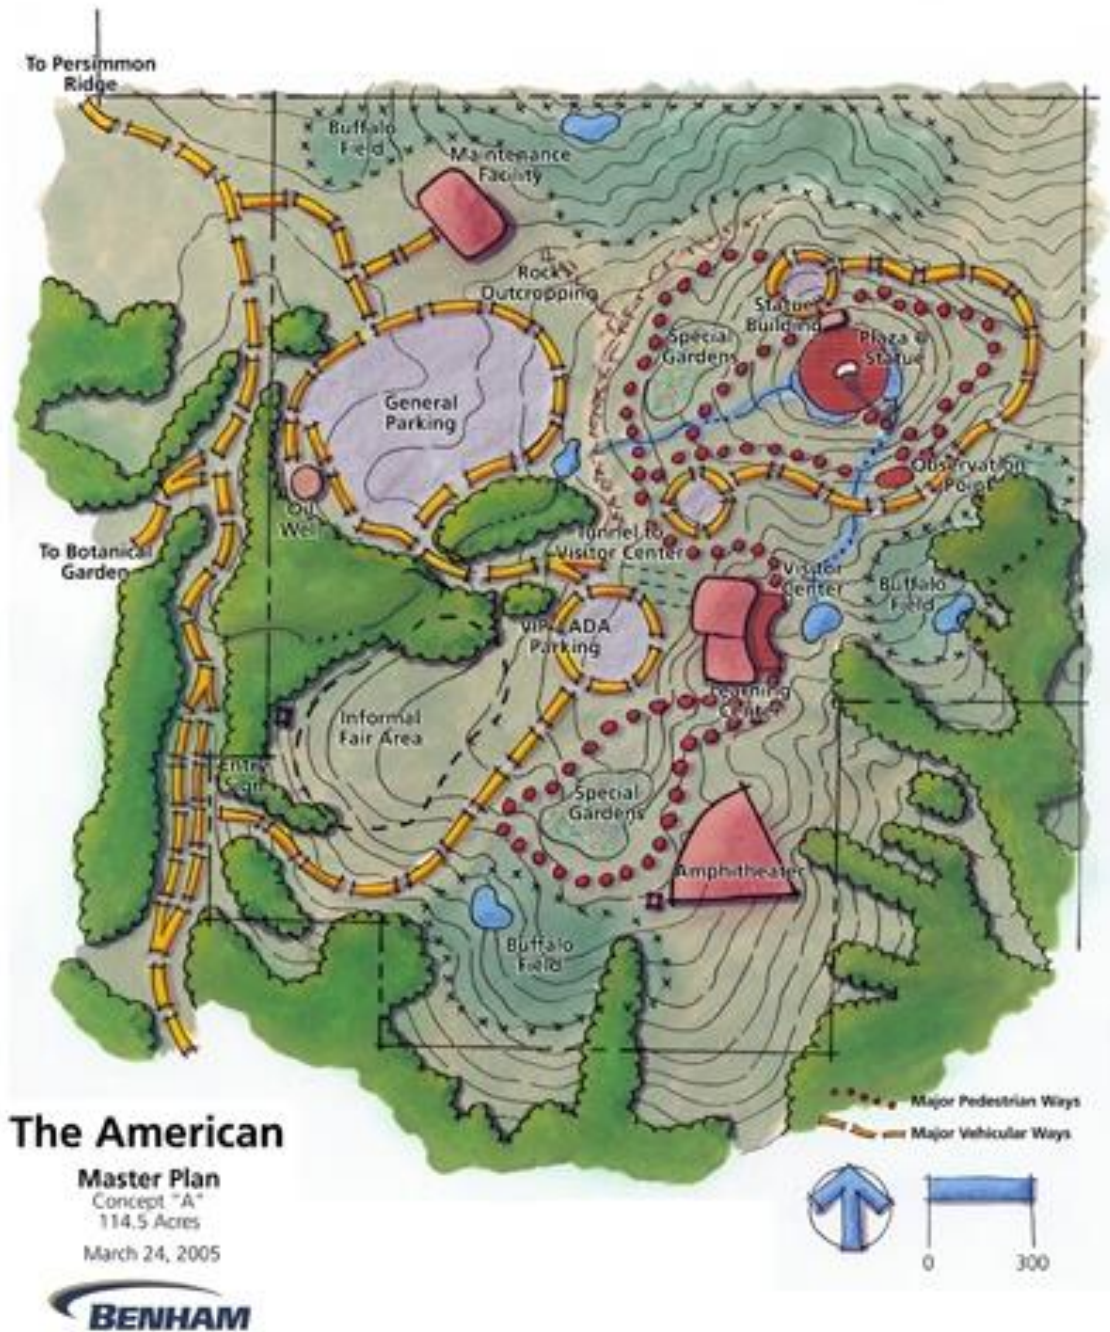 To Persimmon
Ridge
Buffalo
Field
Maintenance
Facility
Rock
Outcropping
Statue
Building
Plaza @
Statue
Special
Gardens
General
Parking
Observation
Point
Oil
Well
To Botanical
Garden
Tunnel to
Visitor Center
Visitor
Center
Buffalo
Field
VIP ADA
Parking
Learning
Center
Informal
Fair Area
Entry
Sign
Special
Gardens
Amphitheater
Buffalo
Field
Major Pedestrian Ways
Major Vehicular Ways
The American
Master Plan
Concept "A"
114.5 Acres
March 24, 2005
0 300
BENHAM